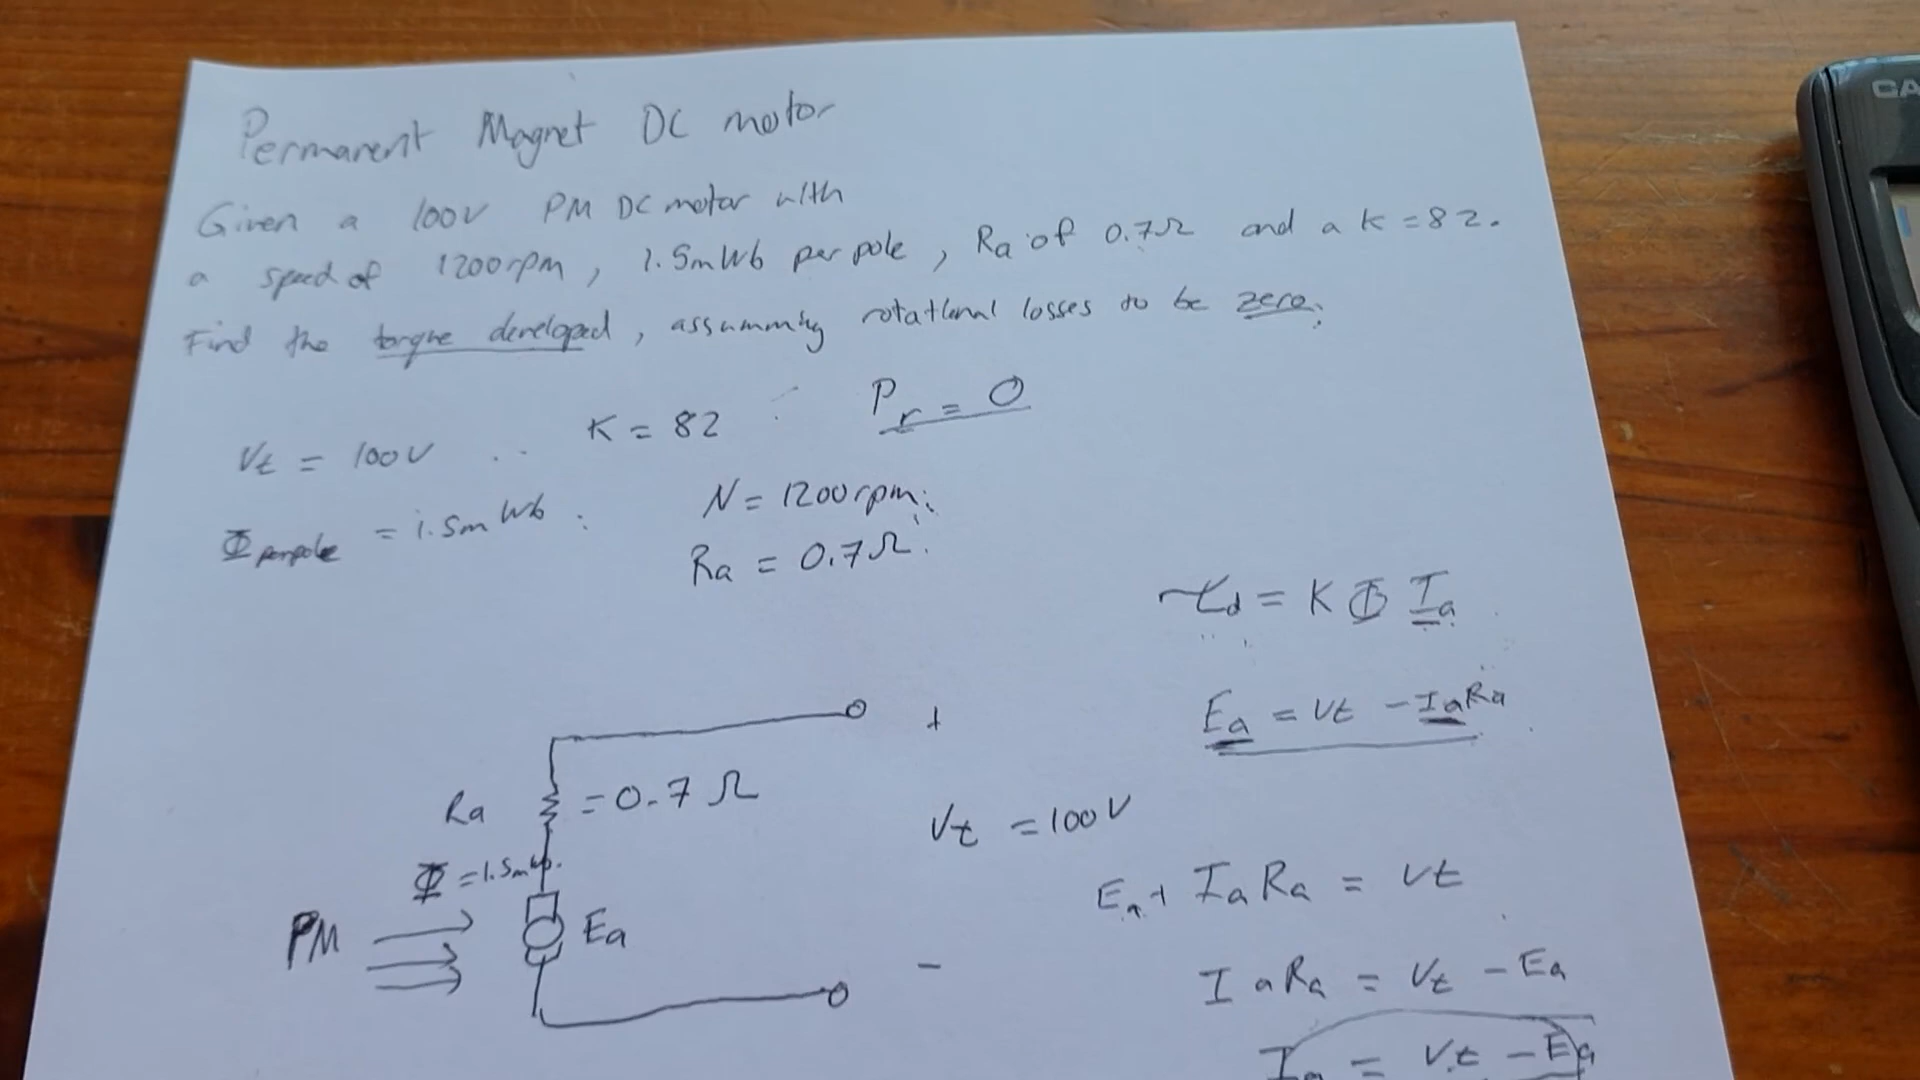 Permanent Magnet DC motor
Given a 100V PM DC motor with
a speed of 1200rpm, 1.5mWb per pole, Ra of 0.7Ω and a K = 82.
Find the torque developed, assumming rotational losses to be zero.
Vt = 100V
K = 82
Pr = 0
Φperpole = 1.5mWb
N = 1200rpm
Ra = 0.7Ω
τd = KΦIa
Ea = Vt - IaRa
+
Ra = 0.7Ω
Vt = 100V
Φ = 1.5mWb.
Ea + IaRa = Vt
PM
Ea
-
IaRa = Vt - Ea
Ia = Vt - Ea
CA